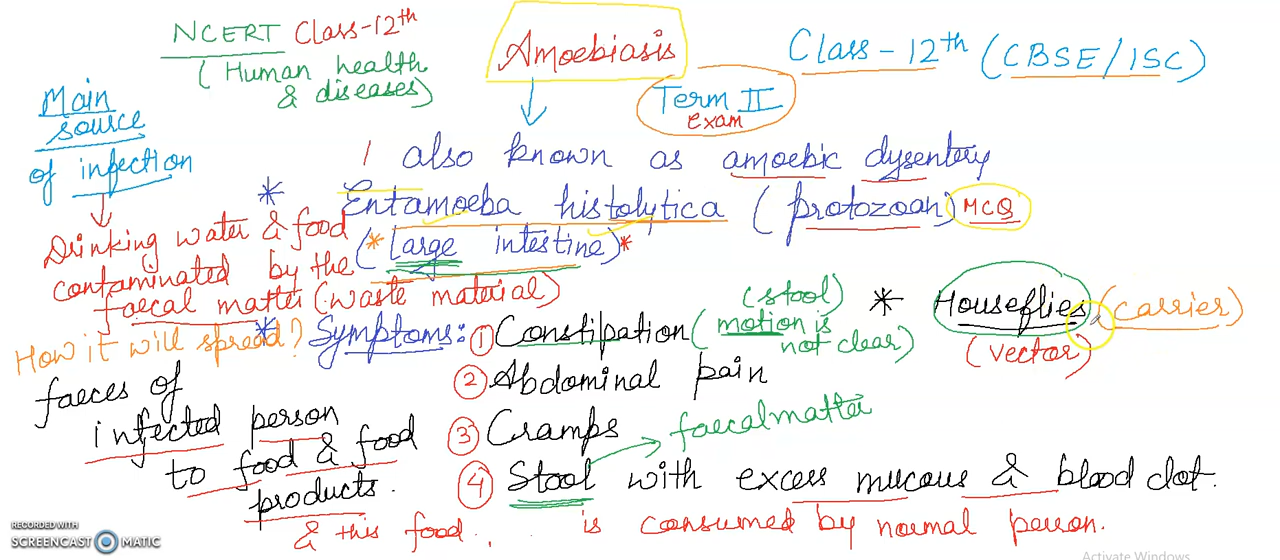 NCERT Class-12th
(Human health
& diseases)
Amoebiasis
Class-12th (CBSE/ISC)
Term II
exam
Main
source
of infection
Drinking water & food
contaminated by the
faecal matter (waste material)
/ also known as amoebic dysentery
* Entamoeba histolytica (protozoan) MCQ
(* Large intestine) *
* Symptoms: ① Constipation (motion is
not clear)
(stool)
② Abdominal pain
③ Cramps
faecalmatter
④ Stool with excess mucous & blood clot.
* Houseflies, (carrier)
(vector)
How it will spread?
faeces of
infected person
to food & food
products.
& this food. is consumed by normal person.
RECORDED WITH
SCREENCAST MATIC
Activate Windows